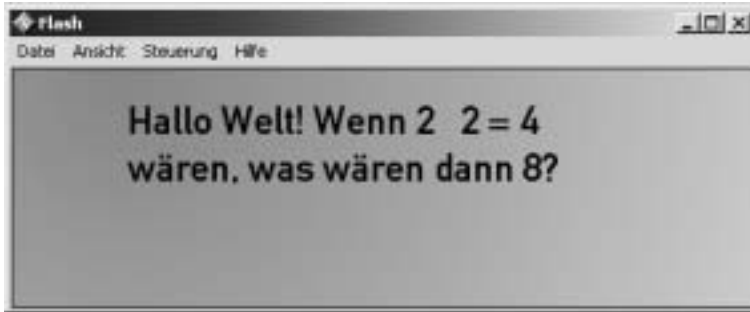 Flash
Datei Ansicht Steuerung Hilfe
Hallo Welt! Wenn 2 2 = 4
wären, was wären dann 8?